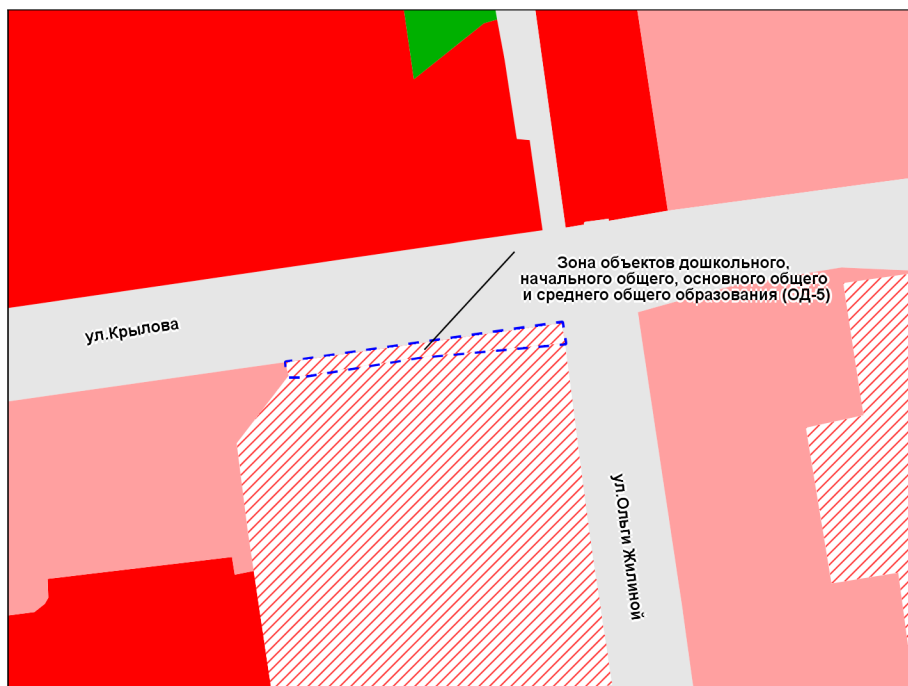 Зона объектов дошкольного,
начального общего, основного общего
и среднего общего образования (ОД-5)
ул.Крылова
ул.Ольги Жилиной